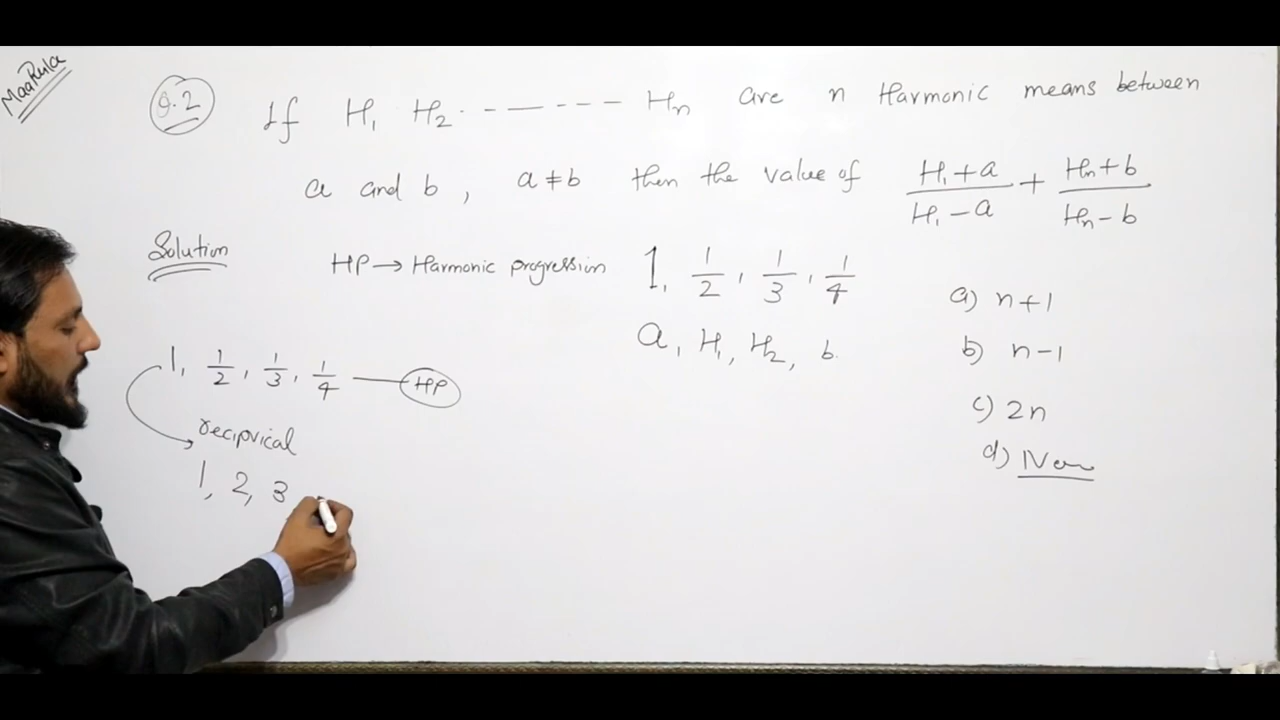 MaaRula
Q.2 If H₁ H₂ - — - - - Hₙ are n Harmonic means between
a and b, a ≠ b then the value of (H₁+a)/(H₁-a) + (Hₙ+b)/(Hₙ-b)
Solution
HP → Harmonic progression 1, 1/2, 1/3, 1/4
a, H₁, H₂, b.
a) n+1
b) n-1
c) 2n
d)
1, 1/2, 1/3, 1/4 — HP
reciprical
1, 2, 3